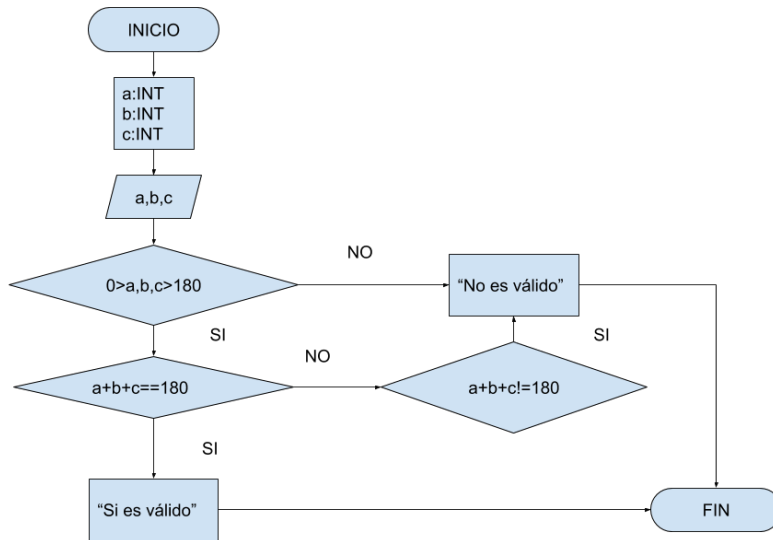 INICIO
a:INT
b:INT
c:INT
a,b,c
0>a,b,c>180
NO
“No es válido”
SI
a+b+c==180
NO
a+b+c!=180
SI
SI
“Si es válido”
FIN